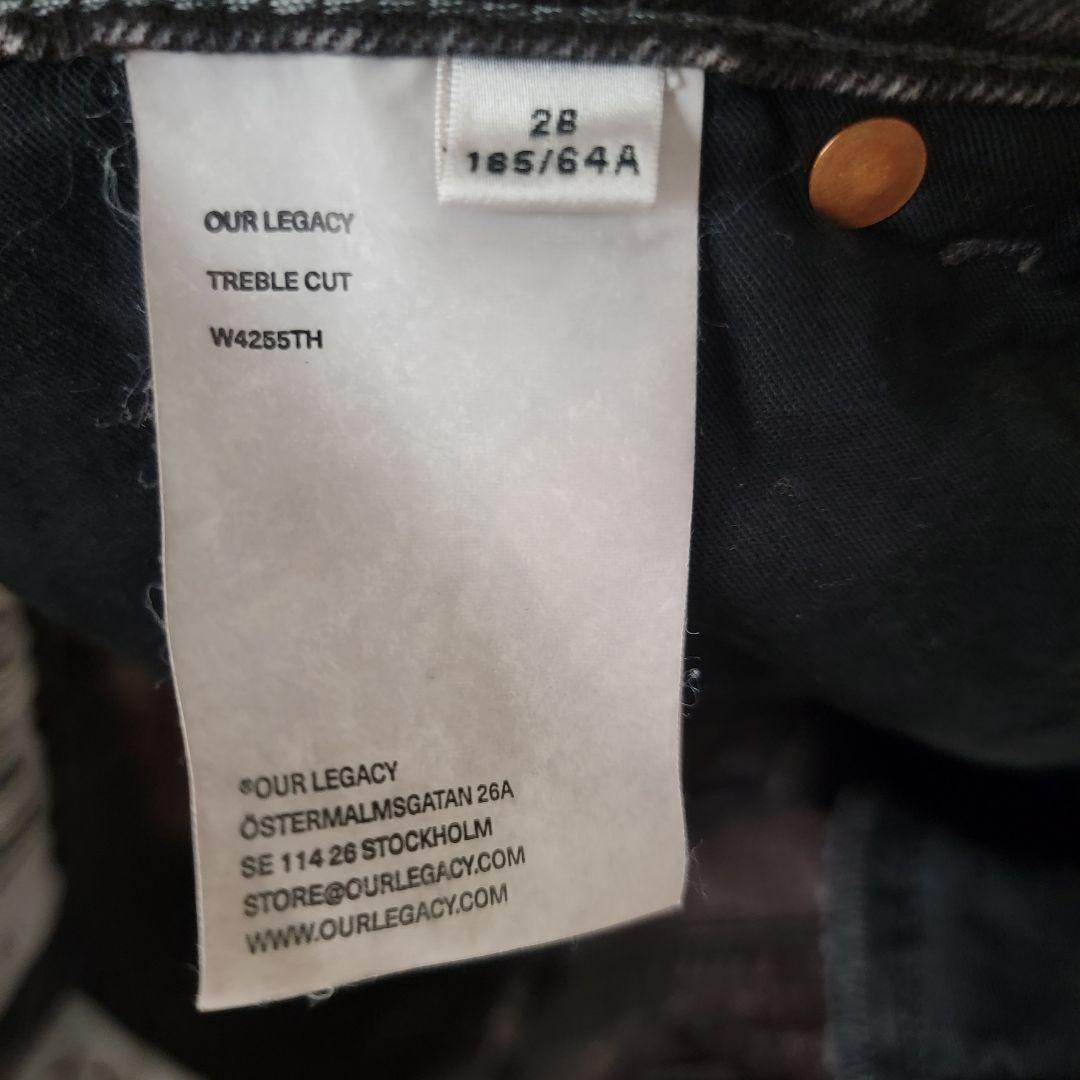 28
185/64A
OUR LEGACY
TREBLE CUT
W4255TH
©OUR LEGACY
ÖSTERMALMSGATAN 26A
SE 114 26 STOCKHOLM
STORE@OURLEGACY.COM
WWW.OURLEGACY.COM